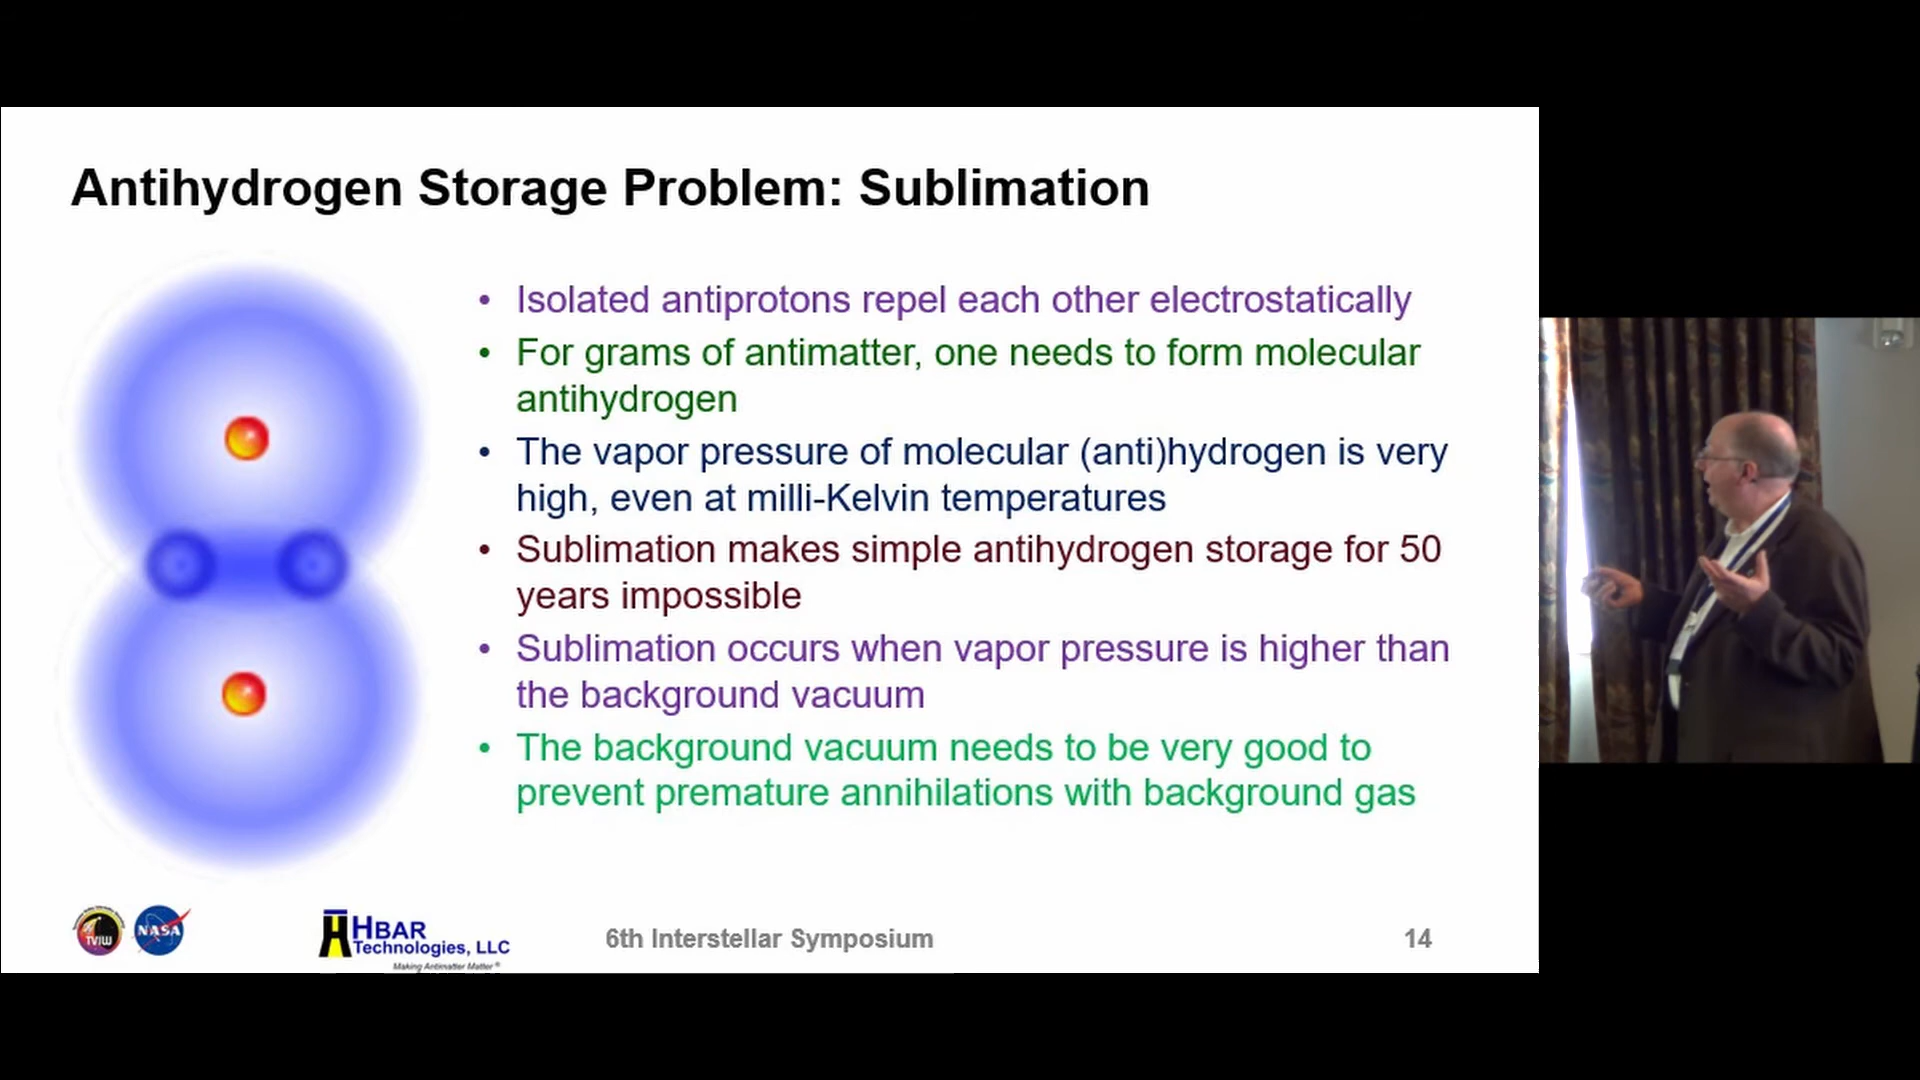 Antihydrogen Storage Problem: Sublimation
• Isolated antiprotons repel each other electrostatically
• For grams of antimatter, one needs to form molecular
antihydrogen
• The vapor pressure of molecular (anti)hydrogen is very
high, even at milli-Kelvin temperatures
• Sublimation makes simple antihydrogen storage for 50
years impossible
• Sublimation occurs when vapor pressure is higher than
the background vacuum
• The background vacuum needs to be very good to
prevent premature annihilations with background gas
TVIW
NASA
HBAR
Technologies, LLC
Making Antimatter Matter ®
6th Interstellar Symposium
14